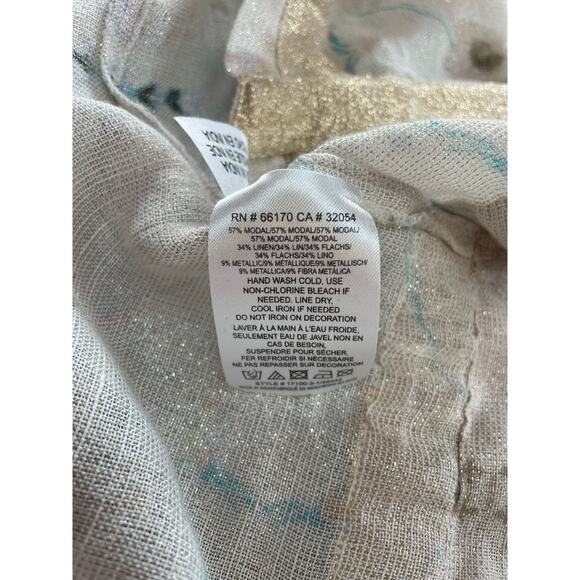 RN # 66170 CA # 32054
57% MODAL/57% MODAL/57% MODAL/
57% MODAL/57% MODAL
34% LINEN/34% LIN/34% FLACHS/
34% FLACHS/34% LINO
9% METALLIC/9% MÉTALLIQUE/9% METALLISCH/
9% METALLICA/9% FIBRA METÁLICA
HAND WASH COLD, USE
NON-CHLORINE BLEACH IF
NEEDED. LINE DRY,
COOL IRON IF NEEDED
DO NOT IRON ON DECORATION
LAVER À LA MAIN À L'EAU FROIDE,
SEULEMENT EAU DE JAVEL NON EN
CAS DE BESOIN,
SUSPENDRE POUR SÉCHER,
FER REFROIDIR SI NÉCESSAIRE
NE PAS REPASSER SUR DECORATION
STYLE #